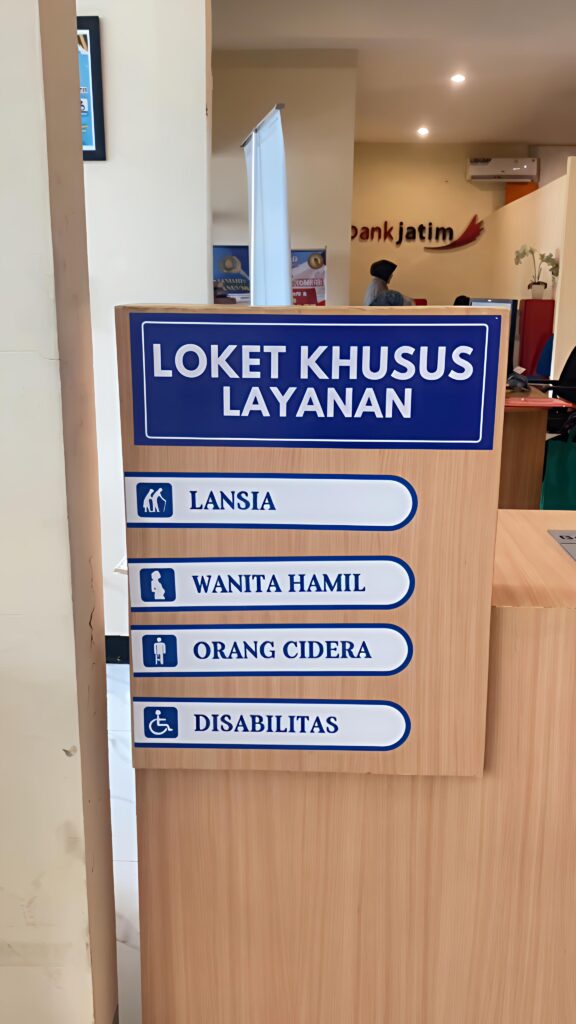 bankjatim
LOKET KHUSUS
LAYANAN
LANSIA
WANITA HAMIL
ORANG CIDERA
DISABILITAS